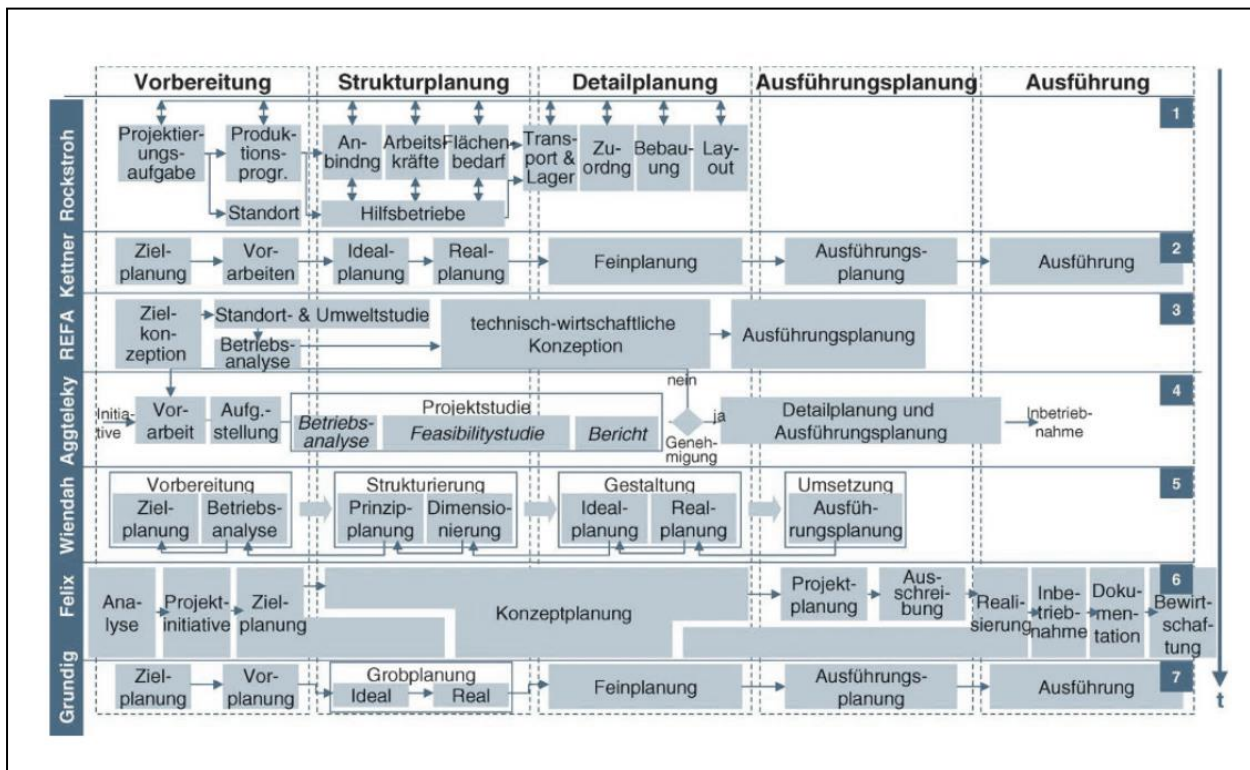 Vorbereitung
Strukturplanung
Detailplanung
Ausführungsplanung
Ausführung
Rockstroh
1
Projektier-
ungs-
aufgabe
Produk-
tions-
progr.
Standort
An-
bindng
Arbeits-
kräfte
Flächen-
bedarf
Hilfsbetriebe
Trans-
port &
Lager
Zu-
ordng
Bebau-
ung
Lay-
out
Kettner
2
Ziel-
planung
Vor-
arbeiten
Ideal-
planung
Real-
planung
Feinplanung
Ausführungs-
planung
Ausführung
REFA
3
Ziel-
kon-
zeption
Standort- & Umweltstudie
Betriebs-
analyse
technisch-wirtschaftliche
Konzeption
Ausführungsplanung
Aggteleky
4
Initia-
tive
Vor-
arbeit
Aufg.-
stellung
Projektstudie
Betriebs-
analyse
Feasibilitystudie
Bericht
nein
ja
Geneh-
migung
Detailplanung und
Ausführungsplanung
Inbetrieb-
nahme
Wiendah
5
Vorbereitung
Ziel-
planung
Betriebs-
analyse
Strukturierung
Prinzip-
planung
Dimensio-
nierung
Gestaltung
Ideal-
planung
Real-
planung
Umsetzung
Ausfüh-
rungsplanung
Felix
6
Ana-
lyse
Projekt-
initiative
Ziel-
planung
Konzeptplanung
Projekt-
planung
Aus-
schreibung
Reali-
sierung
Inbe-
triebb-
nahme
Doku-
men-
tation
Bewirt-
schaf-
tung
Grundig
7
Ziel-
planung
Vor-
planung
Grobplanung
Ideal
Real
Feinplanung
Ausführungs-
planung
Ausführung
t